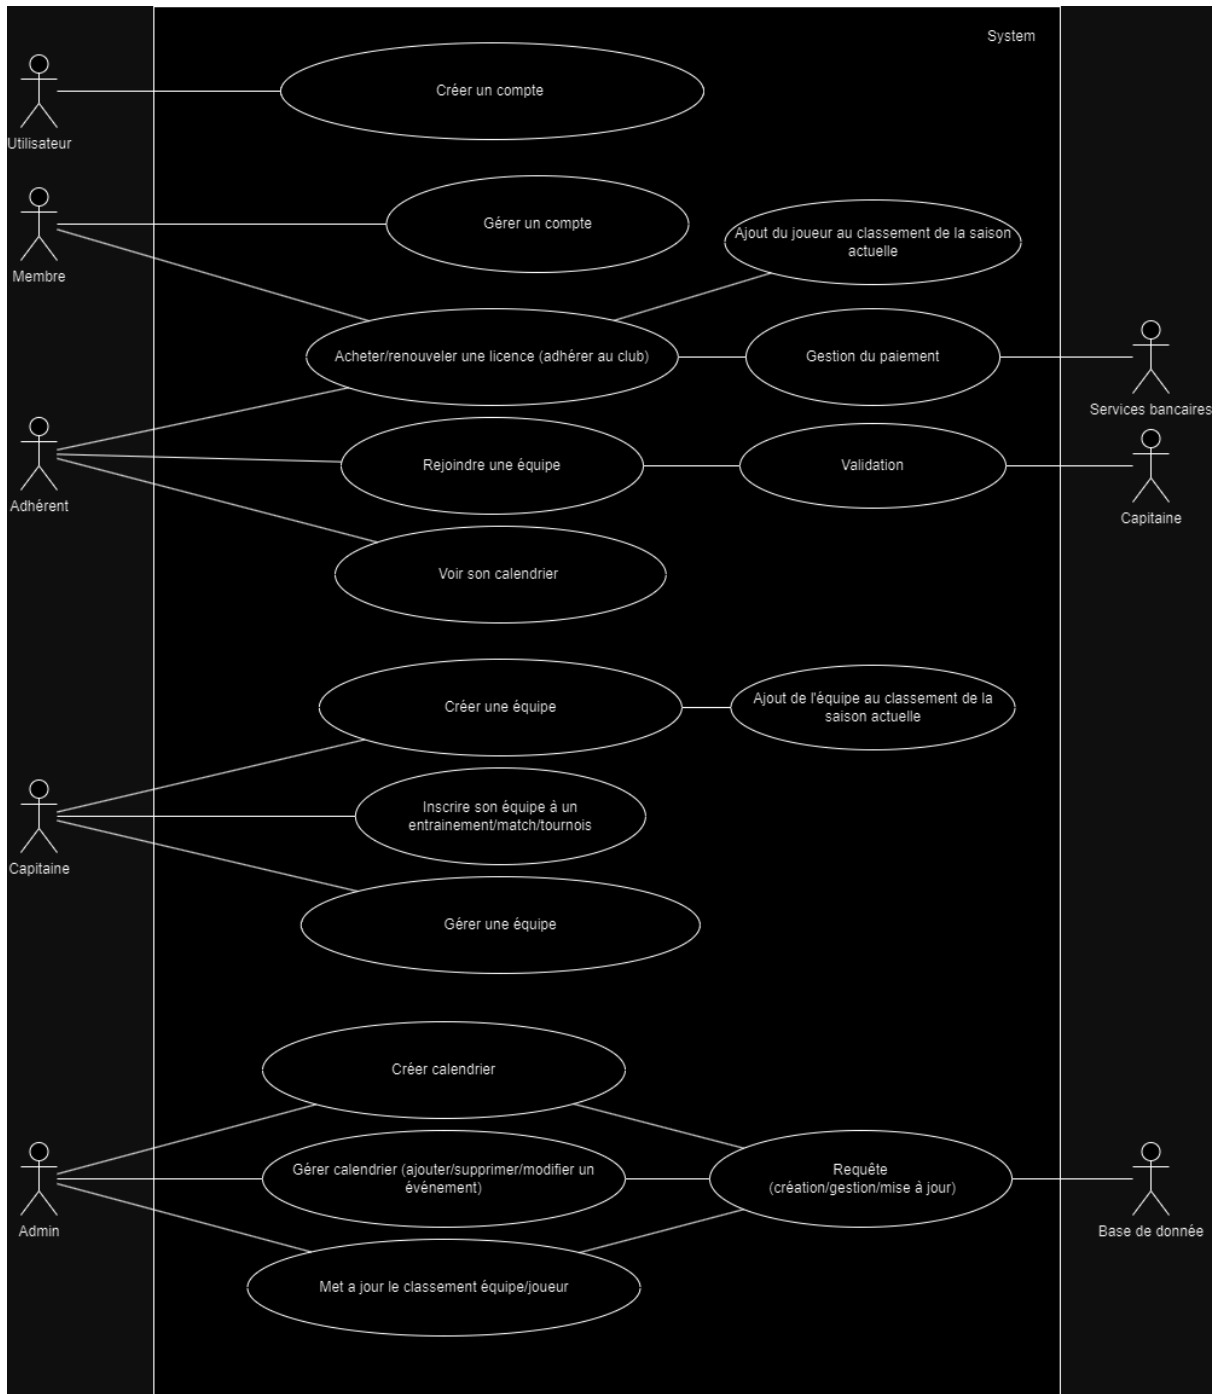 System
Créer un compte
Utilisateur
Gérer un compte
Ajout du joueur au classement de la saison
actuelle
Membre
Acheter/renouveler une licence (adhérer au club)
Gestion du paiement
Services bancaires
Rejoindre une équipe
Validation
Adhérent
Capitaine
Voir son calendrier
Créer une équipe
Ajout de l'équipe au classement de la
saison actuelle
Inscrire son équipe à un
entrainement/match/tournois
Capitaine
Gérer une équipe
Créer calendrier
Gérer calendrier (ajouter/supprimer/modifier un
événement)
Requête
(création/gestion/mise à jour)
Admin
Base de donnée
Met a jour le classement équipe/joueur